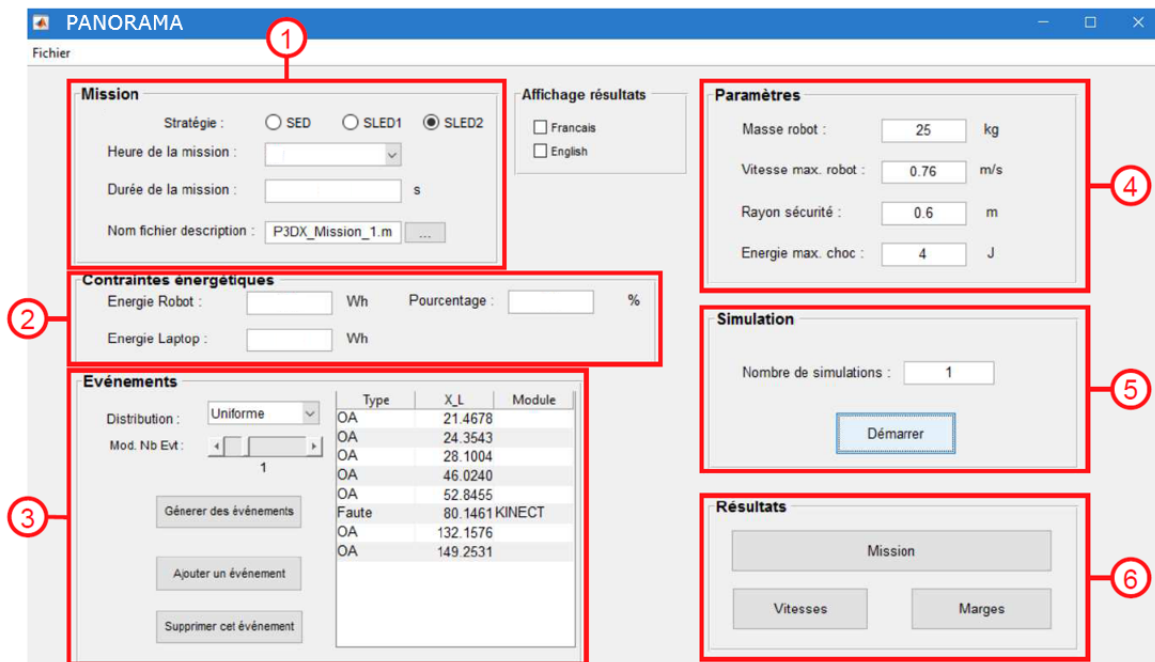 PANORAMA
Fichier
1
Mission
Stratégie : SED SLED1 SLED2
Heure de la mission :
Durée de la mission : s
Nom fichier description : P3DX_Mission_1.m ...
Affichage résultats
Francais
English
2
Contraintes énergétiques
Energie Robot : Wh Pourcentage : %
Energie Laptop : Wh
3
Evénements
Distribution : Uniforme
Mod. Nb Evt :
1
Génerer des événements
Ajouter un événement
Supprimer cet événement
Type X_L Module
OA 21.4678
OA 24.3543
OA 28.1004
OA 46.0240
OA 52.8455
Faute 80.1461 KINECT
OA 132.1576
OA 149.2531
4
Paramètres
Masse robot : 25 kg
Vitesse max. robot : 0.76 m/s
Rayon sécurité : 0.6 m
Energie max. choc : 4 J
5
Simulation
Nombre de simulations : 1
Démarrer
6
Résultats
Mission
Vitesses Marges